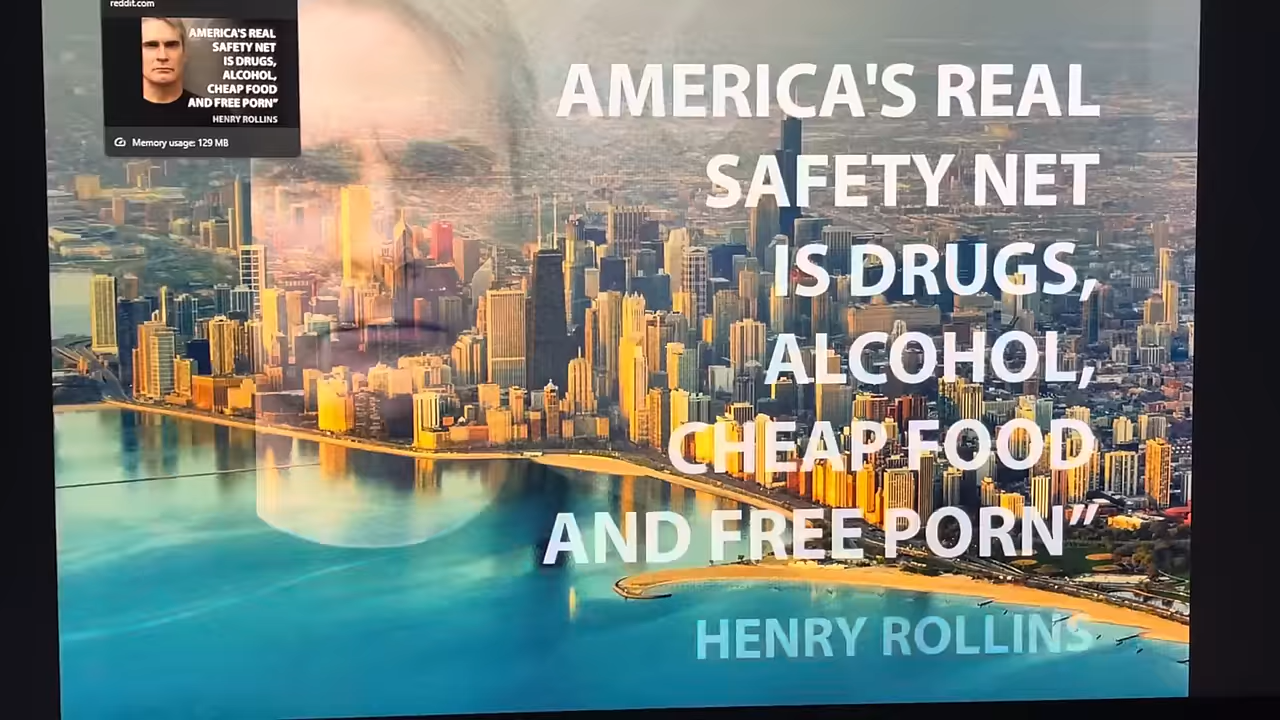 reddit.com
AMERICA'S REAL
SAFETY NET
IS DRUGS,
ALCOHOL,
CHEAP FOOD
AND FREE PORN”
HENRY ROLLINS
Memory usage: 129 MB
AMERICA'S REAL
SAFETY NET
IS DRUGS,
ALCOHOL,
CHEAP FOOD
AND FREE PORN”
HENRY ROLLINS